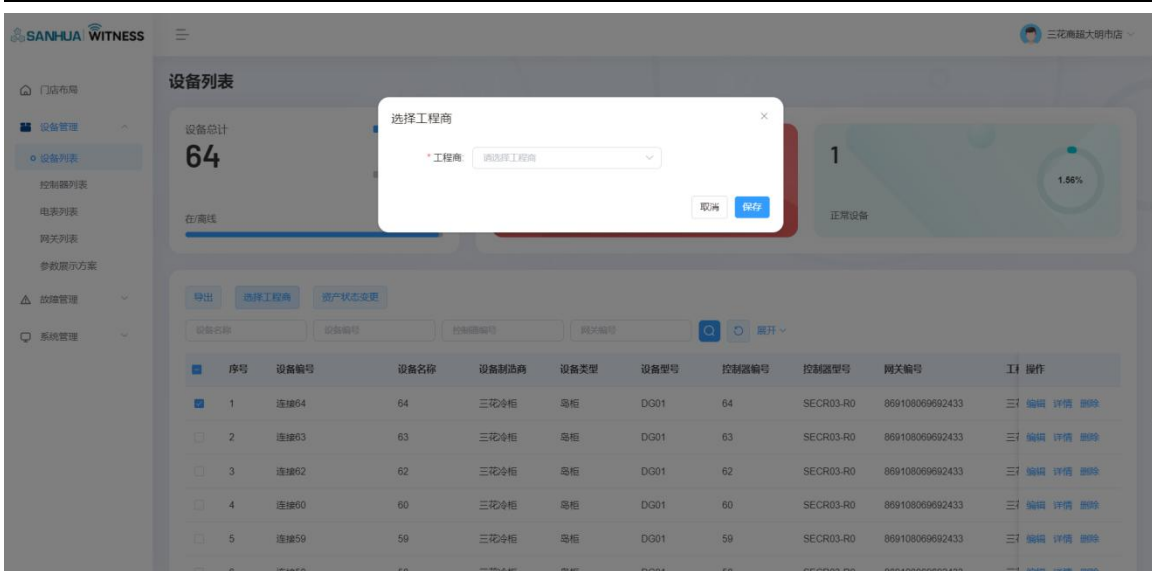 SANHUA WITNESS
三花商超大明市店
门店布局
设备管理
设备列表
控制器列表
电表列表
网关列表
参数展示方案
故障管理
系统管理
设备列表
设备总计
64
在/离线
1
正常设备
1.56%
选择工程商
* 工程商: 请选择工程商
取消 保存
导出 选择工程商 资产状态变更
设备名称 设备编号 控制器编号 网关编号 展开
序号 设备编号 设备名称 设备制造商 设备类型 设备型号 控制器编号 控制器型号 网关编号 操作
1 连接64 64 三花冷柜 岛柜 DG01 64 SECR03-R0 869108069692433 编辑 详情 删除
2 连接63 63 三花冷柜 岛柜 DG01 63 SECR03-R0 869108069692433 编辑 详情 删除
3 连接62 62 三花冷柜 岛柜 DG01 62 SECR03-R0 869108069692433 编辑 详情 删除
4 连接60 60 三花冷柜 岛柜 DG01 60 SECR03-R0 869108069692433 编辑 详情 删除
5 连接59 59 三花冷柜 岛柜 DG01 59 SECR03-R0 869108069692433 编辑 详情 删除